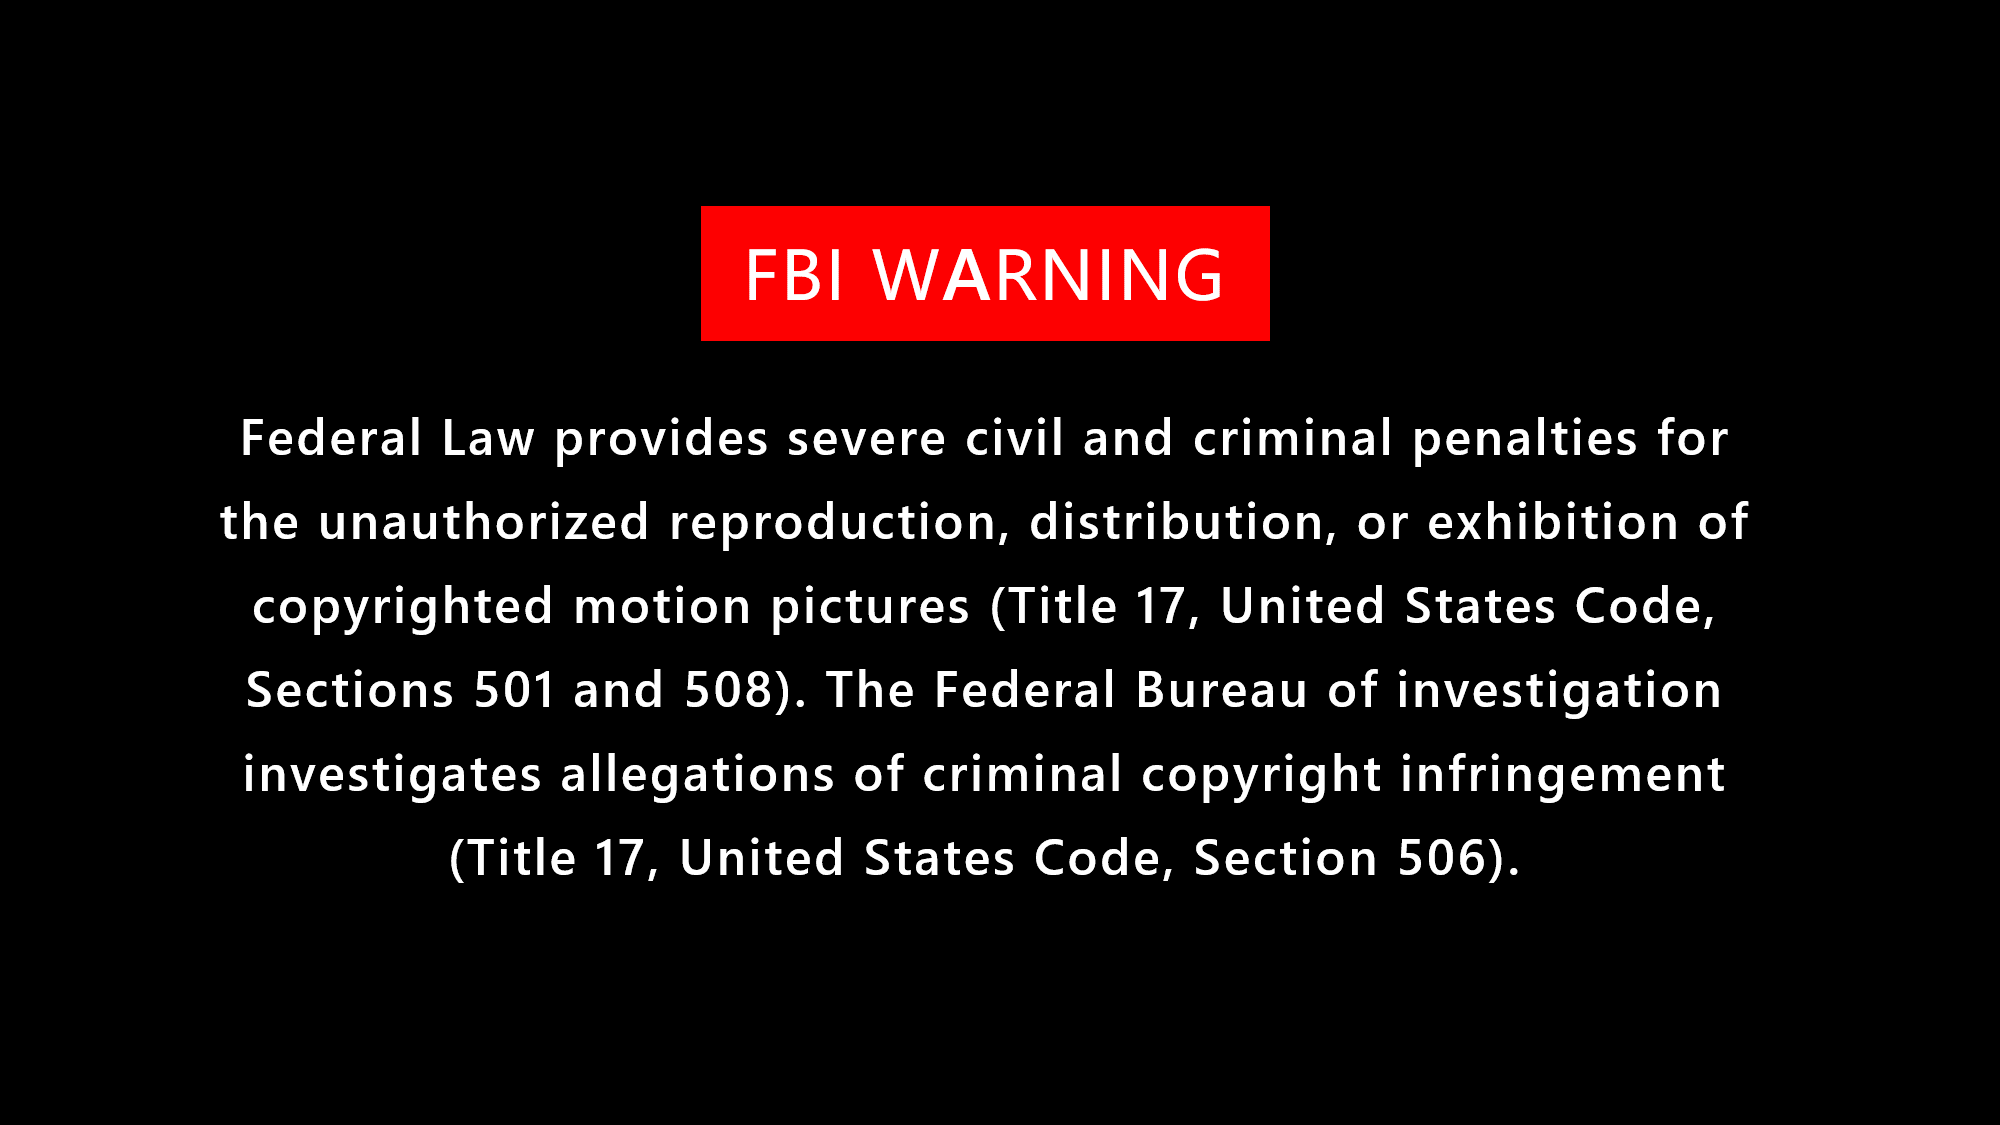 FBI WARNING
Federal Law provides severe civil and criminal penalties for
the unauthorized reproduction, distribution, or exhibition of
copyrighted motion pictures (Title 17, United States Code,
Sections 501 and 508). The Federal Bureau of investigation
investigates allegations of criminal copyright infringement
(Title 17, United States Code, Section 506).